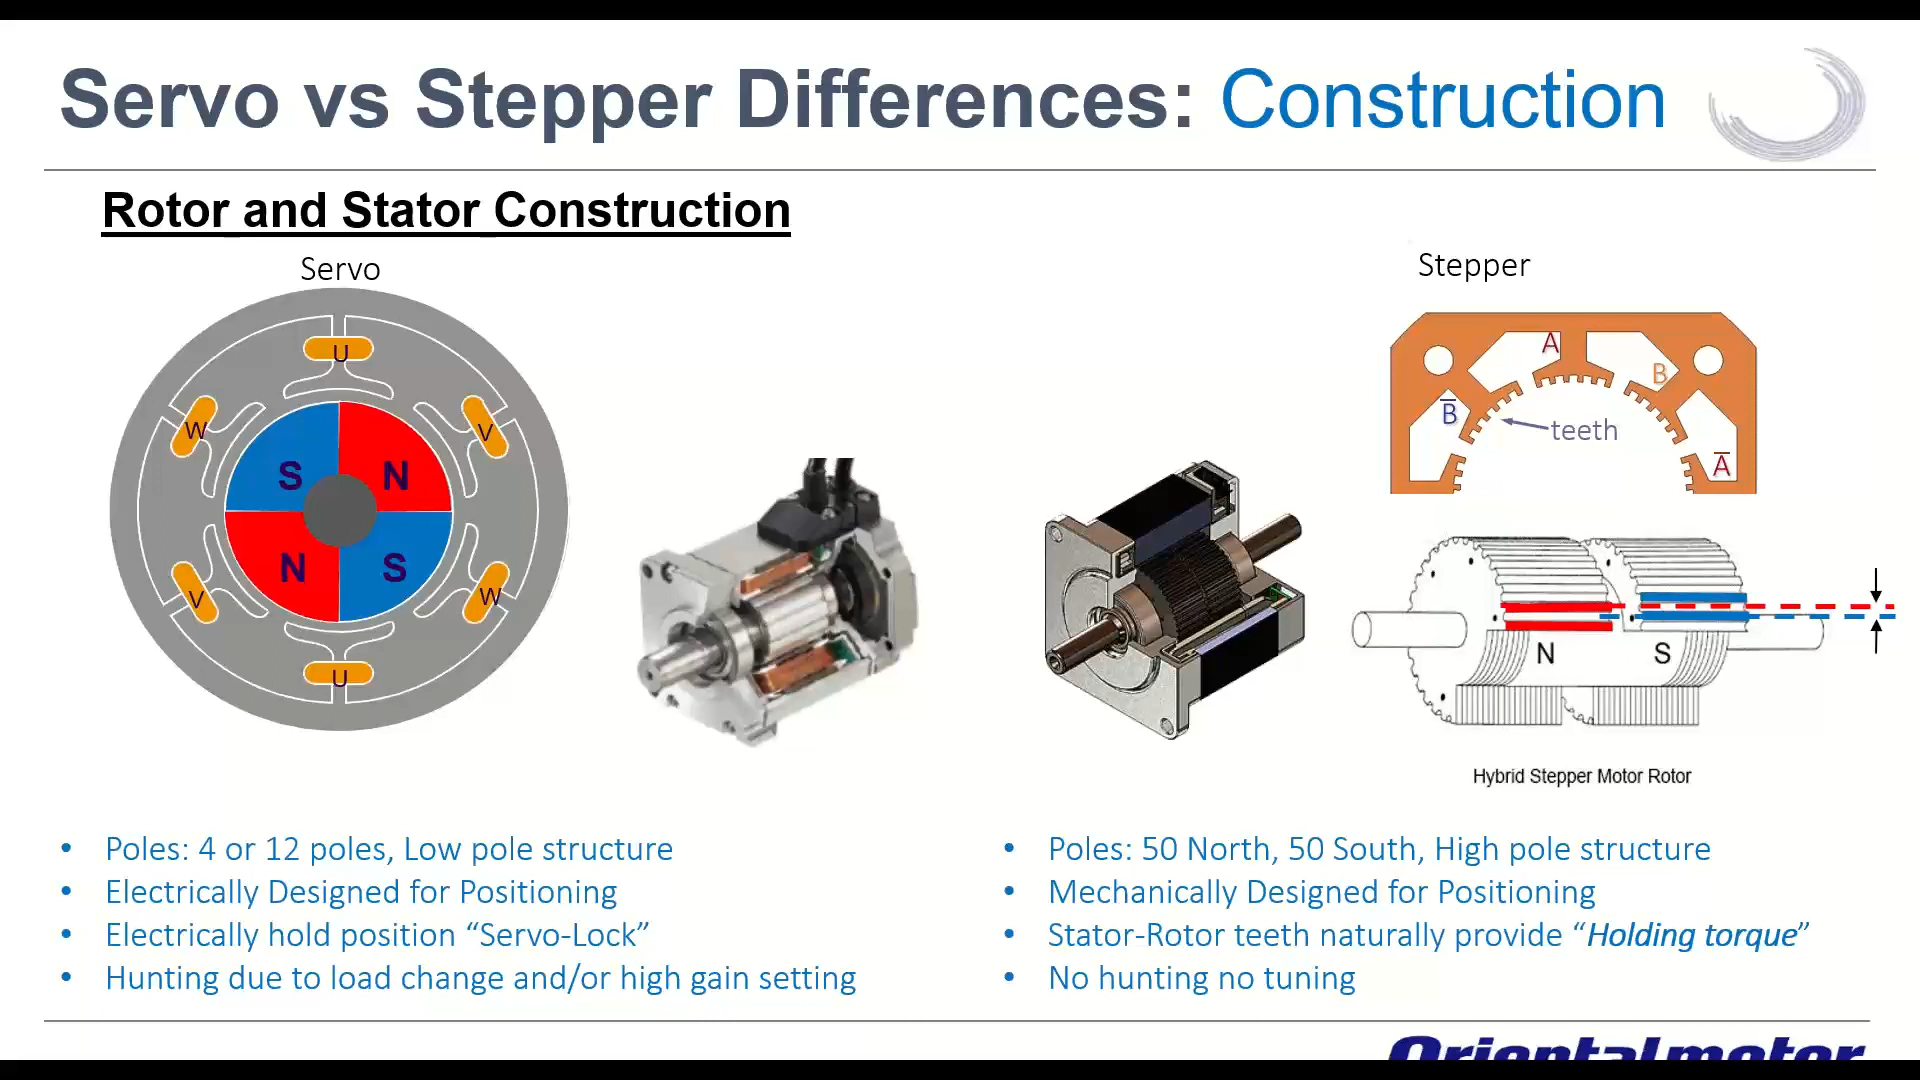 Servo vs Stepper Differences: Construction
Rotor and Stator Construction
Servo
U
W
V
S
N
N
S
V
W
U
Stepper
A
B
B̅
teeth
A̅
N
S
Hybrid Stepper Motor Rotor
• Poles: 4 or 12 poles, Low pole structure
• Electrically Designed for Positioning
• Electrically hold position “Servo-Lock”
• Hunting due to load change and/or high gain setting
• Poles: 50 North, 50 South, High pole structure
• Mechanically Designed for Positioning
• Stator-Rotor teeth naturally provide “Holding torque”
• No hunting no tuning
Orientalmotor